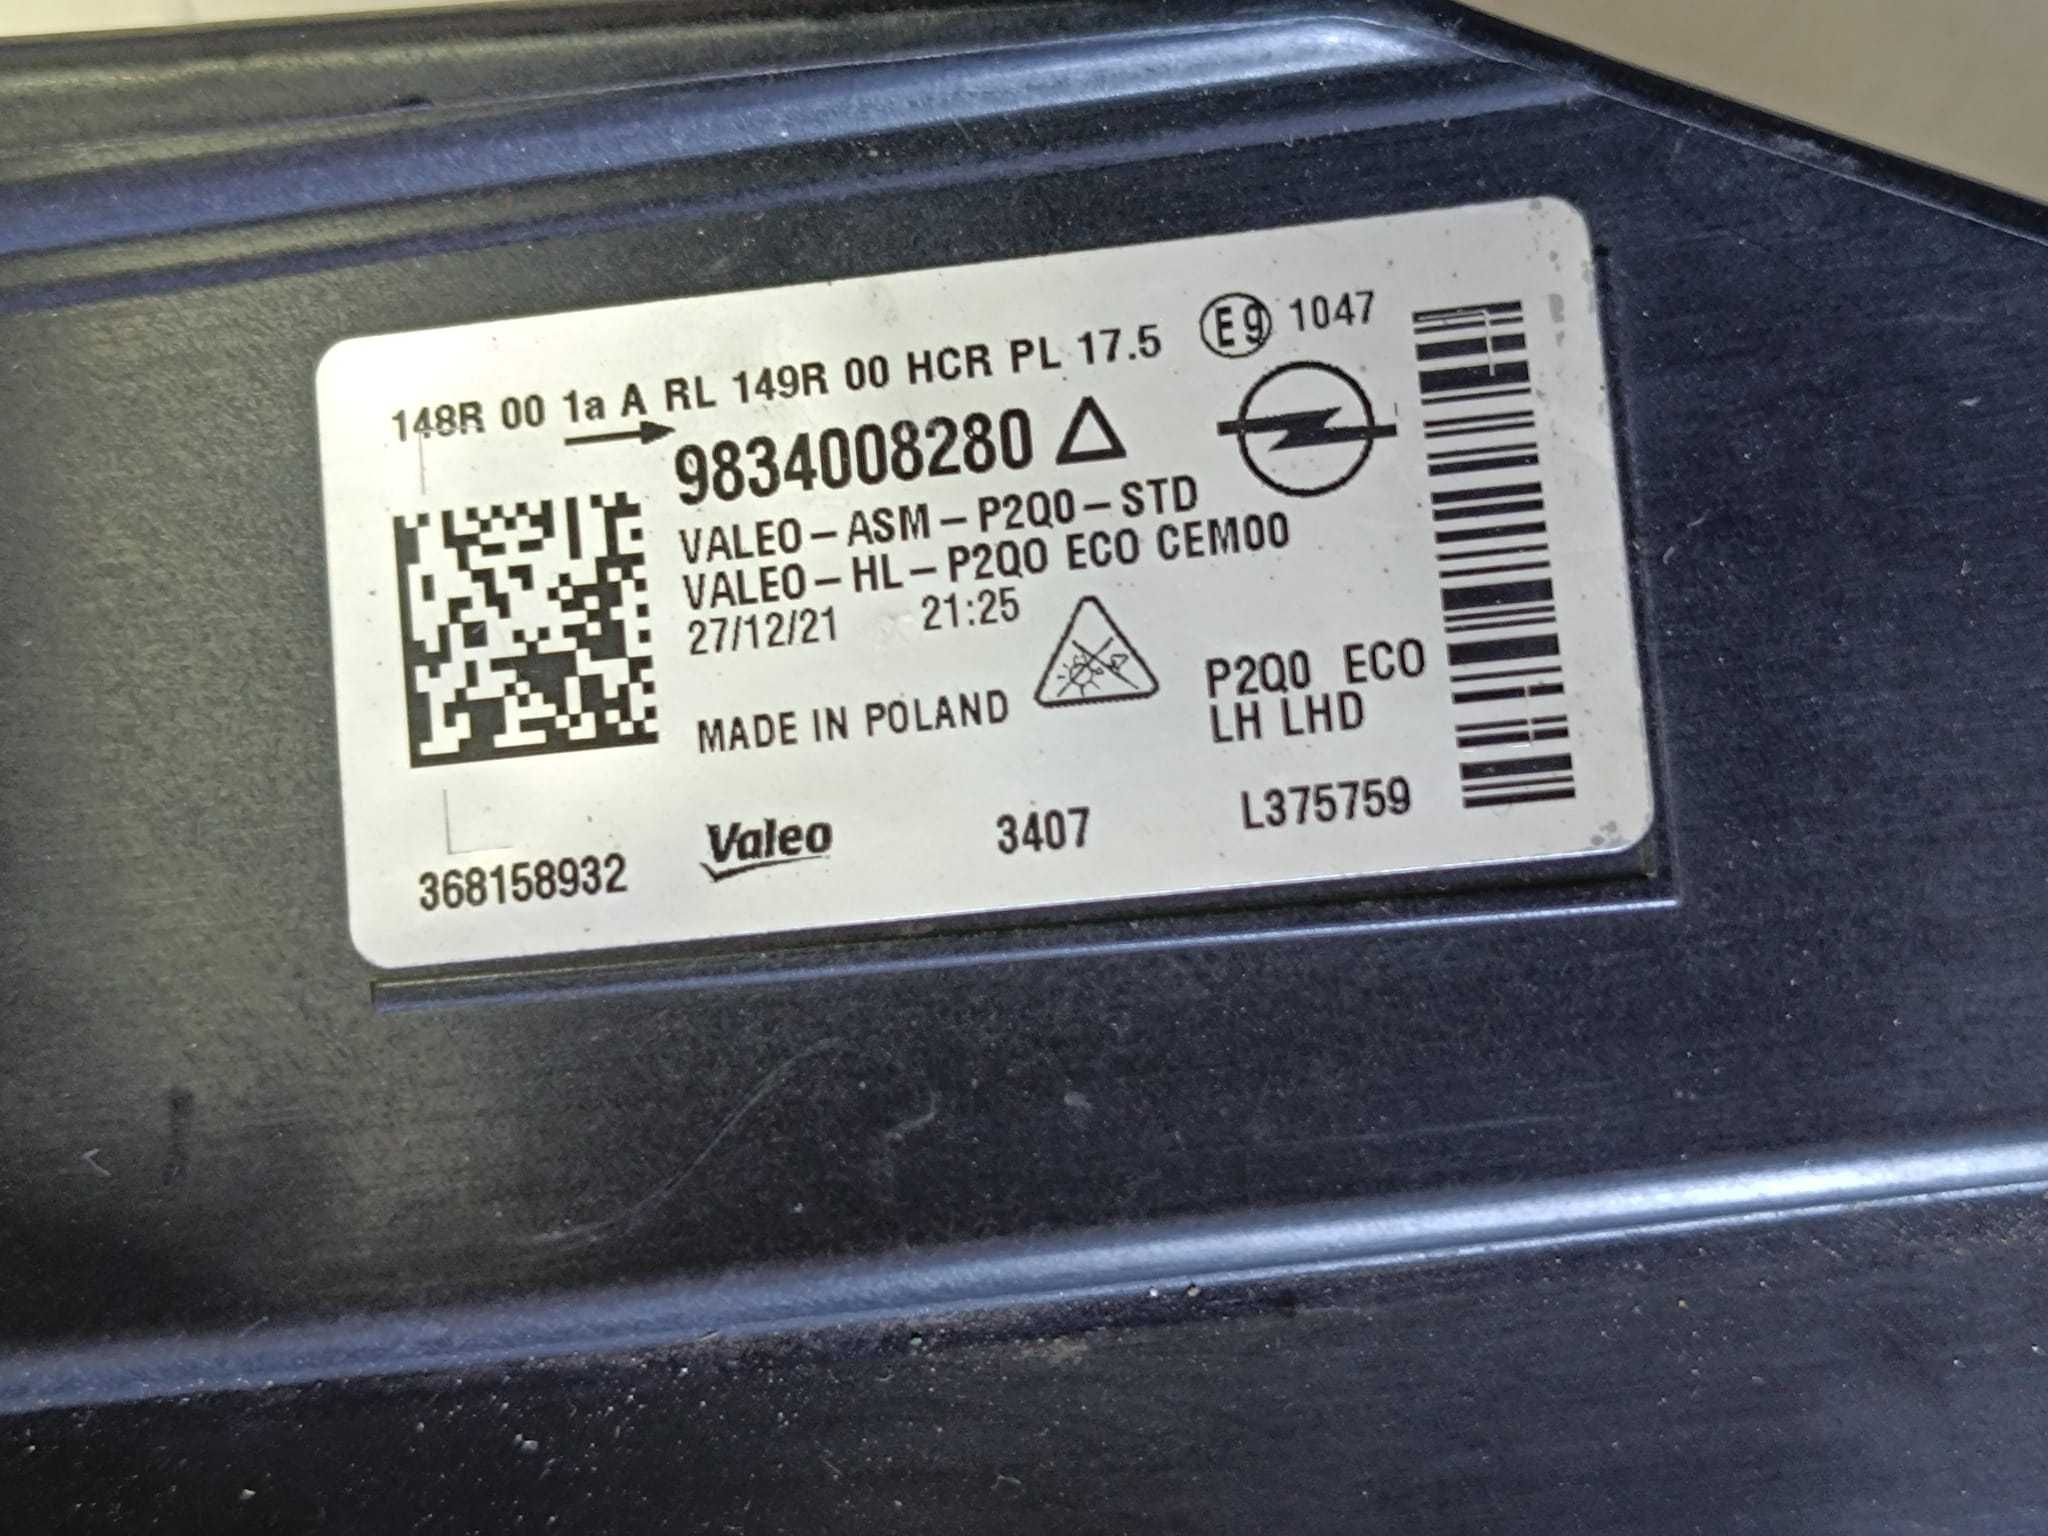 148R 00 1a A RL 149R 00 HCR PL 17.5 E9 1047
9834008280
VALEO-ASM-P2Q0-STD
VALEO-HL-P2Q0 ECO CEM00
27/12/21 21:25
MADE IN POLAND
P2Q0 ECO
LH LHD
368158932 Valeo 3407 L375759